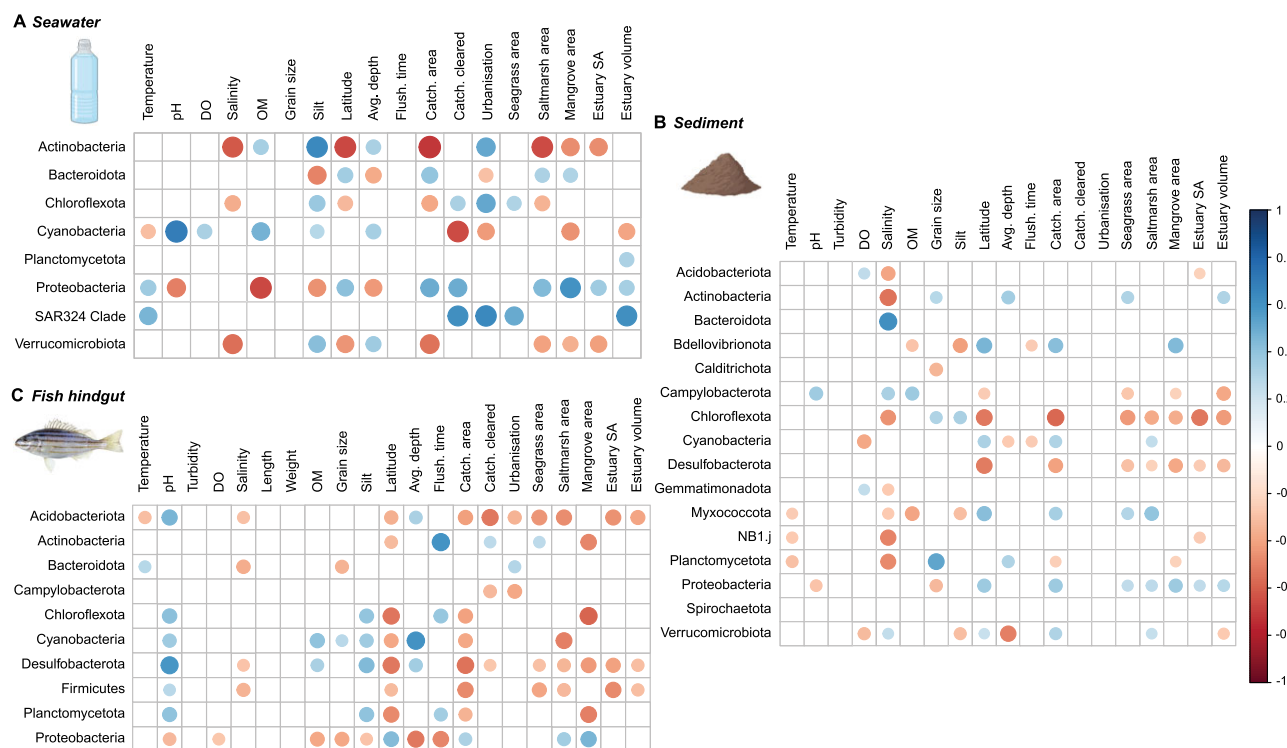 A Seawater
Temperature
pH
DO
Salinity
OM
Grain size
Silt
Latitude
Avg. depth
Flush. time
Catch. area
Catch. cleared
Urbanisation
Seagrass area
Saltmarsh area
Mangrove area
Estuary SA
Estuary volume
Actinobacteria
Bacteroidota
Chloroflexota
Cyanobacteria
Planctomycetota
Proteobacteria
SAR324 Clade
Verrucomicrobiota
B Sediment
Temperature
pH
Turbidity
DO
Salinity
OM
Grain size
Silt
Latitude
Avg. depth
Flush. time
Catch. area
Catch. cleared
Urbanisation
Seagrass area
Saltmarsh area
Mangrove area
Estuary SA
Estuary volume
Acidobacteriota
Actinobacteria
Bacteroidota
Bdellovibrionota
Calditrichota
Campylobacterota
Chloroflexota
Cyanobacteria
Desulfobacterota
Gemmatimonadota
Myxococcota
NB1.j
Planctomycetota
Proteobacteria
Spirochaetota
Verrucomicrobiota
1
0
-1
C Fish hindgut
Temperature
pH
Turbidity
DO
Salinity
Length
Weight
OM
Grain size
Silt
Latitude
Avg. depth
Flush. time
Catch. area
Catch. cleared
Urbanisation
Seagrass area
Saltmarsh area
Mangrove area
Estuary SA
Estuary volume
Acidobacteriota
Actinobacteria
Bacteroidota
Campylobacterota
Chloroflexota
Cyanobacteria
Desulfobacterota
Firmicutes
Planctomycetota
Proteobacteria